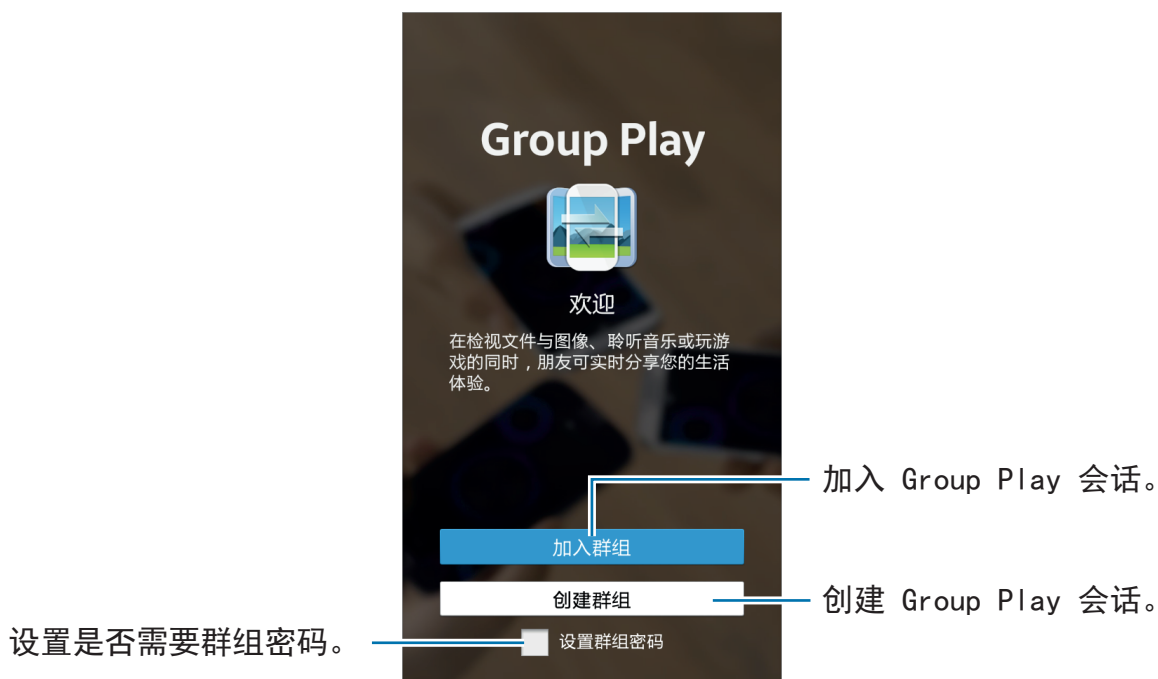 Group Play
欢迎
在检视文件与图像、聆听音乐或玩游
戏的同时，朋友可实时分享您的生活
体验。
加入 Group Play 会话。
加入群组
创建群组
创建 Group Play 会话。
设置是否需要群组密码。
设置群组密码